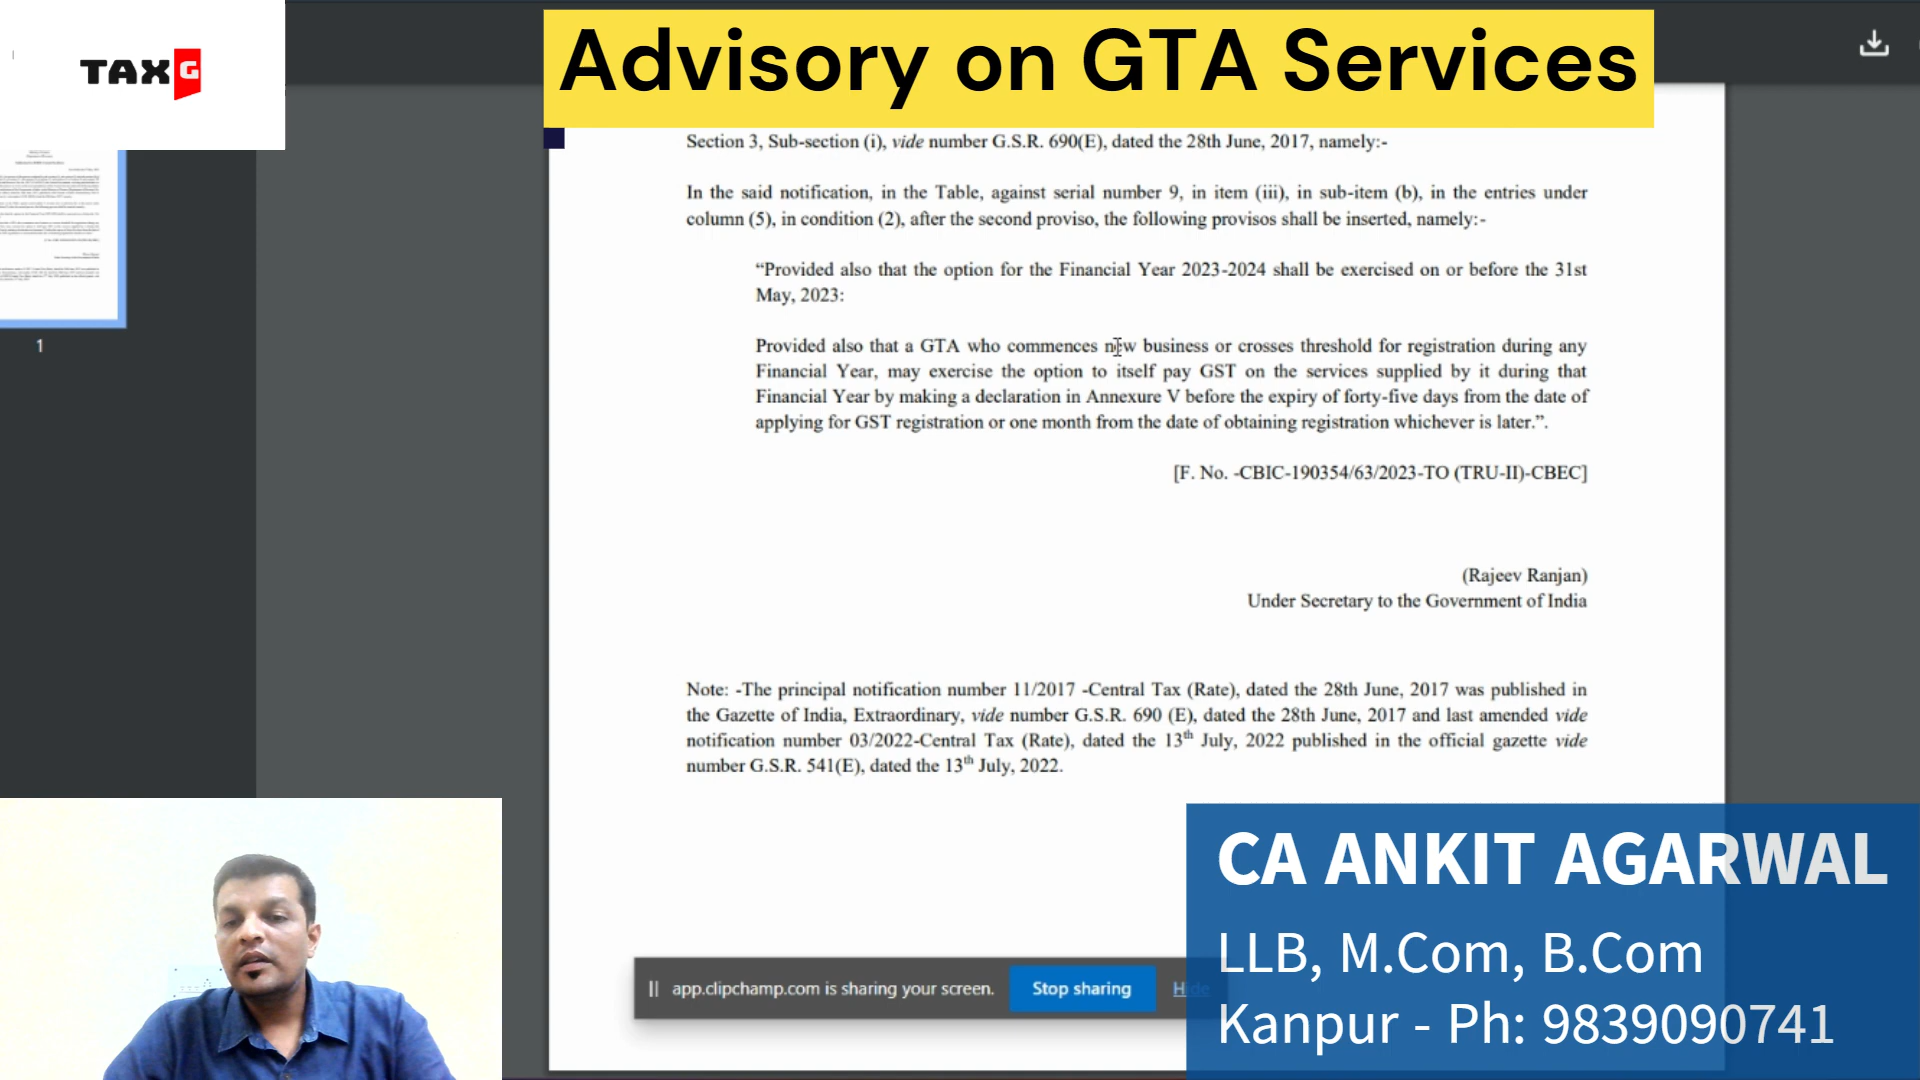 TAXG
Advisory on GTA Services
Section 3, Sub-section (i), vide number G.S.R. 690(E), dated the 28th June, 2017, namely:-
In the said notification, in the Table, against serial number 9, in item (iii), in sub-item (b), in the entries under
column (5), in condition (2), after the second proviso, the following provisos shall be inserted, namely:-
“Provided also that the option for the Financial Year 2023-2024 shall be exercised on or before the 31st
May, 2023:
Provided also that a GTA who commences new business or crosses threshold for registration during any
Financial Year, may exercise the option to itself pay GST on the services supplied by it during that
Financial Year by making a declaration in Annexure V before the expiry of forty-five days from the date of
applying for GST registration or one month from the date of obtaining registration whichever is later.”.
[F. No. -CBIC-190354/63/2023-TO (TRU-II)-CBEC]
(Rajeev Ranjan)
Under Secretary to the Government of India
Note: -The principal notification number 11/2017 -Central Tax (Rate), dated the 28th June, 2017 was published in
the Gazette of India, Extraordinary, vide number G.S.R. 690 (E), dated the 28th June, 2017 and last amended vide
notification number 03/2022-Central Tax (Rate), dated the 13th July, 2022 published in the official gazette vide
number G.S.R. 541(E), dated the 13th July, 2022.
1
app.clipchamp.com is sharing your screen.
Stop sharing
Hide
CA ANKIT AGARWAL
LLB, M.Com, B.Com
Kanpur - Ph: 9839090741